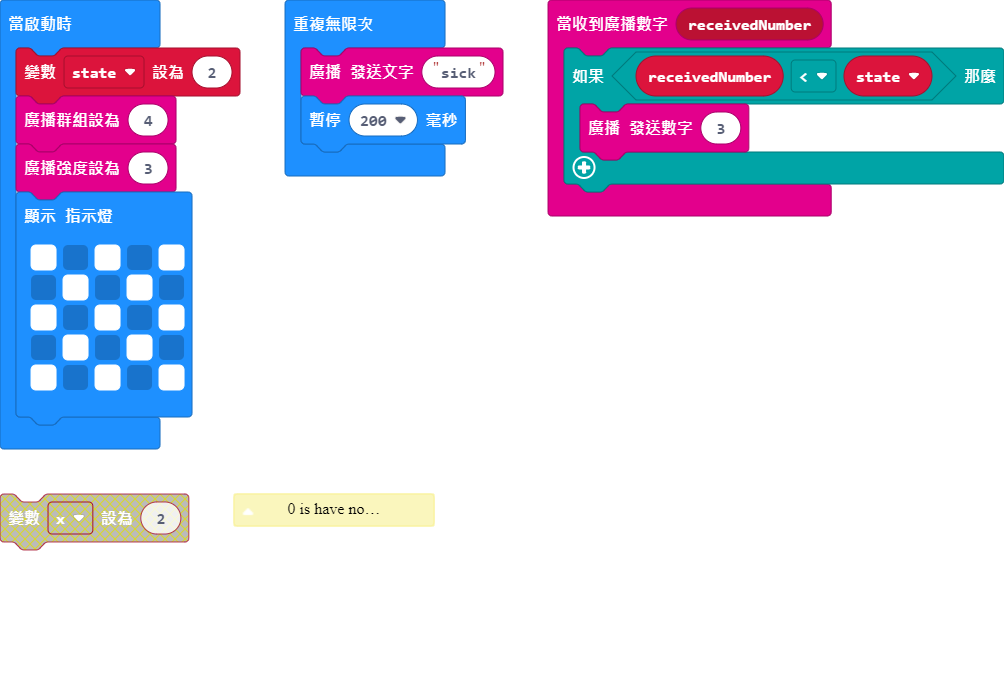 當啟動時
變數 state 設為 2
廣播群組設為 4
廣播強度設為 3
顯示 指示燈
重複無限次
廣播 發送文字 "sick"
暫停 200 毫秒
當收到廣播數字 receivedNumber
如果 receivedNumber < state 那麼
廣播 發送數字 3
變數 x 設為 2
0 is have no…